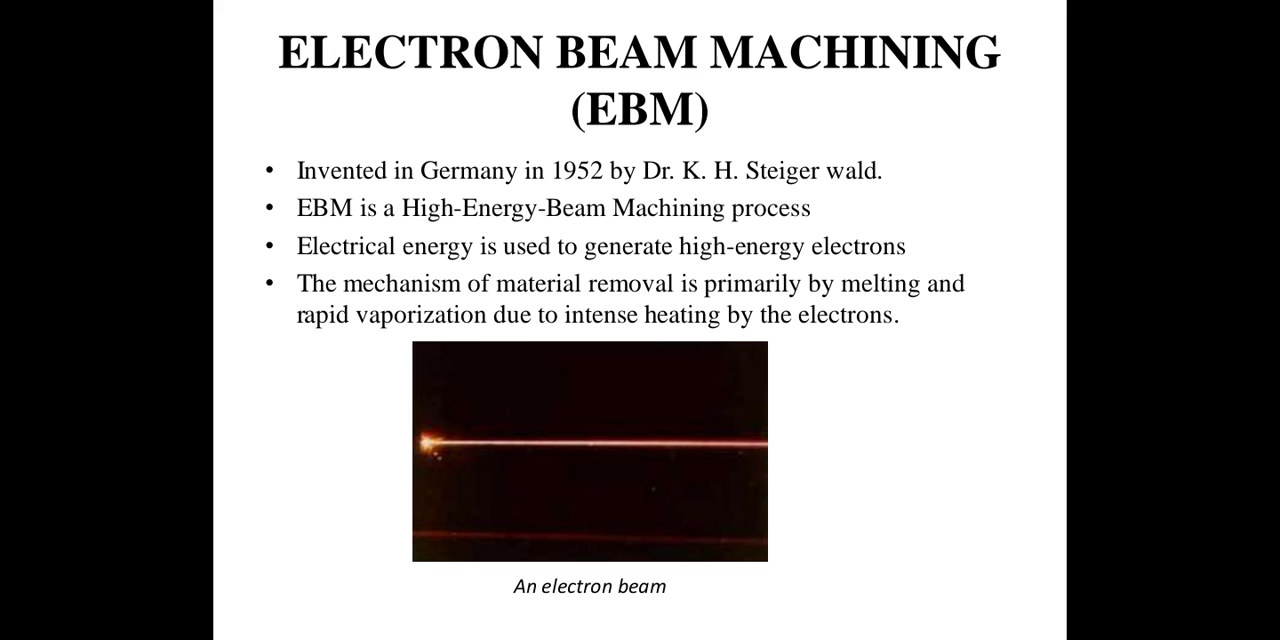 ELECTRON BEAM MACHINING
(EBM)
• Invented in Germany in 1952 by Dr. K. H. Steiger wald.
• EBM is a High-Energy-Beam Machining process
• Electrical energy is used to generate high-energy electrons
• The mechanism of material removal is primarily by melting and
rapid vaporization due to intense heating by the electrons.
An electron beam